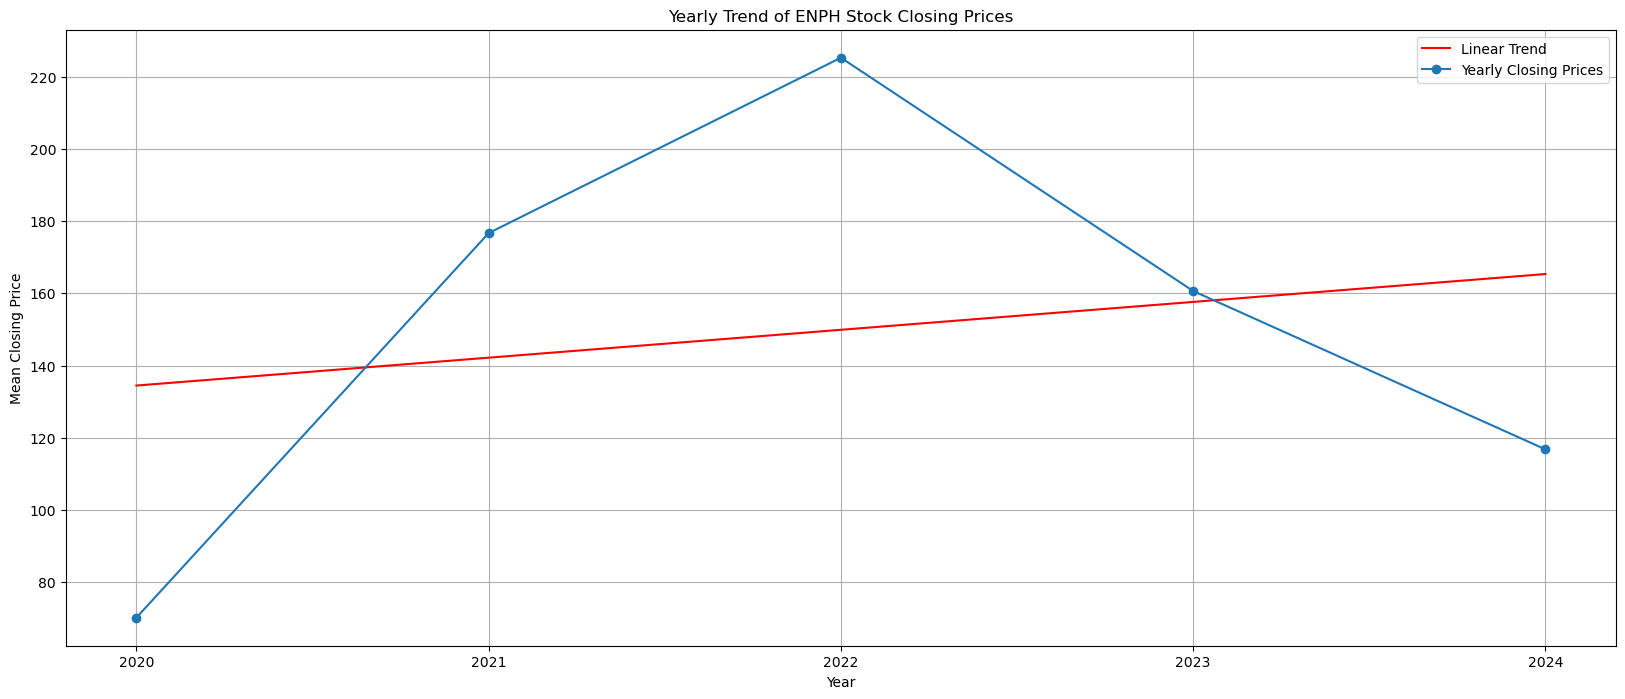 Yearly Trend of ENPH Stock Closing Prices
Linear Trend
Yearly Closing Prices
220
200
180
160
140
120
100
80
Mean Closing Price
2020 2021 2022 2023 2024
Year